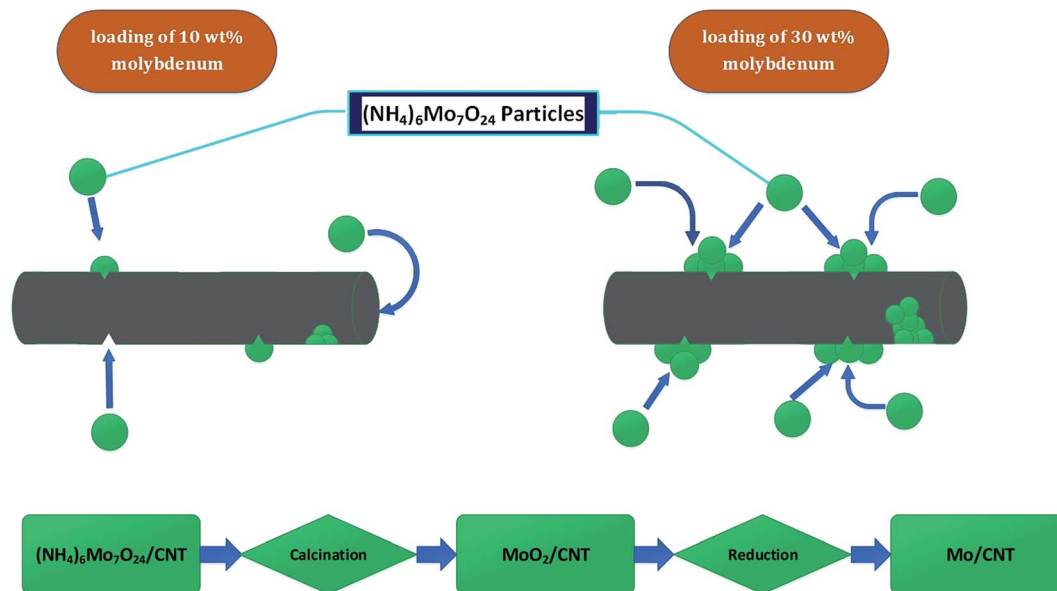 loading of 10 wt%
molybdenum
loading of 30 wt%
molybdenum
(NH₄)₆Mo₇O₂₄ Particles
(NH₄)₆Mo₇O₂₄/CNT
Calcination
MoO₂/CNT
Reduction
Mo/CNT